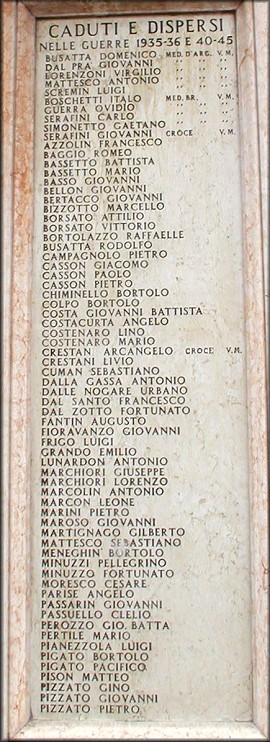 CADUTI E DISPERSI
NELLE GUERRE 1935-36 E 40-45
BUSATTA DOMENICO MED. D'ARG. V.M.
DAL PRA GIOVANNI " " "
LORENZONI VIRGILIO " " "
MATTESCO ANTONIO " " "
SCREMIN LUIGI " " "
BOSCHETTI ITALO MED. BR. V.M.
GUERRA OVIDIO " " "
SERAFINI CARLO " " "
SIMONETTO GAETANO " " "
SERAFINI GIOVANNI CROCE V.M.
AZZOLIN FRANCESCO
BAGGIO ROMEO
BASSETTO BATTISTA
BASSETTO MARIO
BASSO GIOVANNI
BELLON GIOVANNI
BERTACCO GIOVANNI
BIZZOTTO MARCELLO
BORSATO ATTILIO
BORSATO VITTORIO
BORTOLAZZO RAFFAELLE
BUSATTA RODOLFO
CAMPAGNOLO PIETRO
CASSON GIACOMO
CASSON PAOLO
CASSON PIETRO
CHIMINELLO BORTOLO
COLPO BORTOLO
COSTA GIOVANNI BATTISTA
COSTACURTA ANGELO
COSTENARO LINO
COSTENARO MARIO
CRESTAN ARCANGELO CROCE V.M.
CRESTANI LIVIO
CUMAN SEBASTIANO
DALLA GASSA ANTONIO
DALLE NOGARE URBANO
DAL SANTO FRANCESCO
DAL ZOTTO FORTUNATO
FANTIN AUGUSTO
FIORAVANZO GIOVANNI
FRIGO LUIGI
GRANDO EMILIO
LUNARDON ANTONIO
MARCHIORI GIUSEPPE
MARCHIORI LORENZO
MARCOLIN ANTONIO
MARCON LEONE
MARINI PIETRO
MAROSO GIOVANNI
MARTIGNAGO GILBERTO
MATTESCO SEBASTIANO
MENEGHIN BORTOLO
MINUZZI PELLEGRINO
MINUZZO FORTUNATO
MORESCO CESARE
PARISE ANGELO
PASSARIN GIOVANNI
PASSUELLO CLELIO
PEROZZO GIO. BATTA
PERTILE MARIO
PIANEZZOLA LUIGI
PIGATO BORTOLO
PIGATO PACIFICO
PISON MATTEO
PIZZATO GINO
PIZZATO GIOVANNI
PIZZATO PIETRO